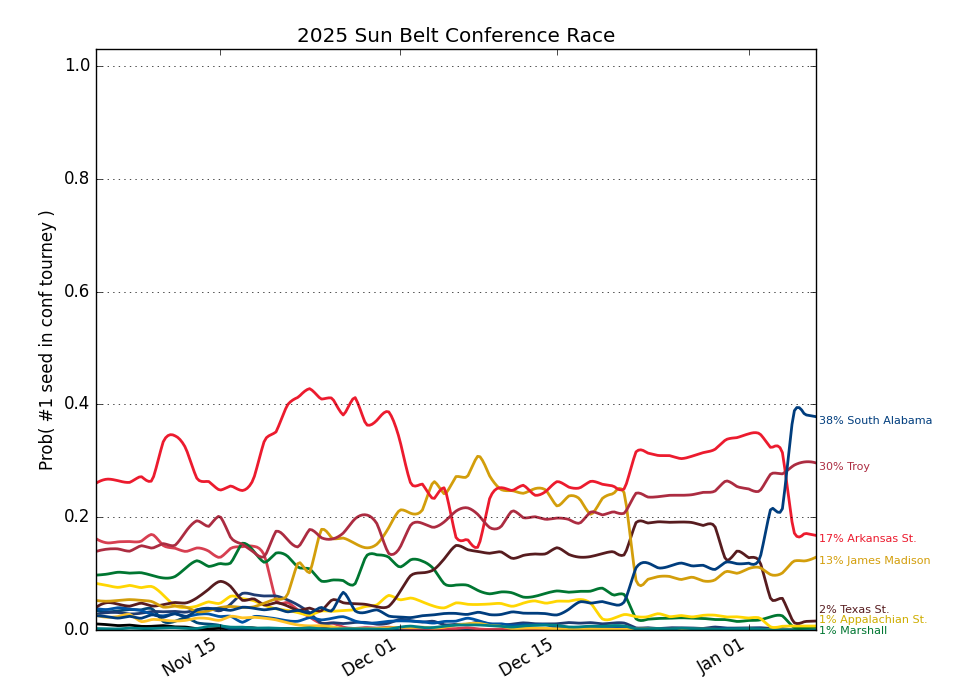 2025 Sun Belt Conference Race
Prob( #1 seed in conf tourney )
1.0
0.8
0.6
0.4
0.2
0.0
38% South Alabama
30% Troy
17% Arkansas St.
13% James Madison
2% Texas St.
1% Appalachian St.
1% Marshall
Nov 15
Dec 01
Dec 15
Jan 01